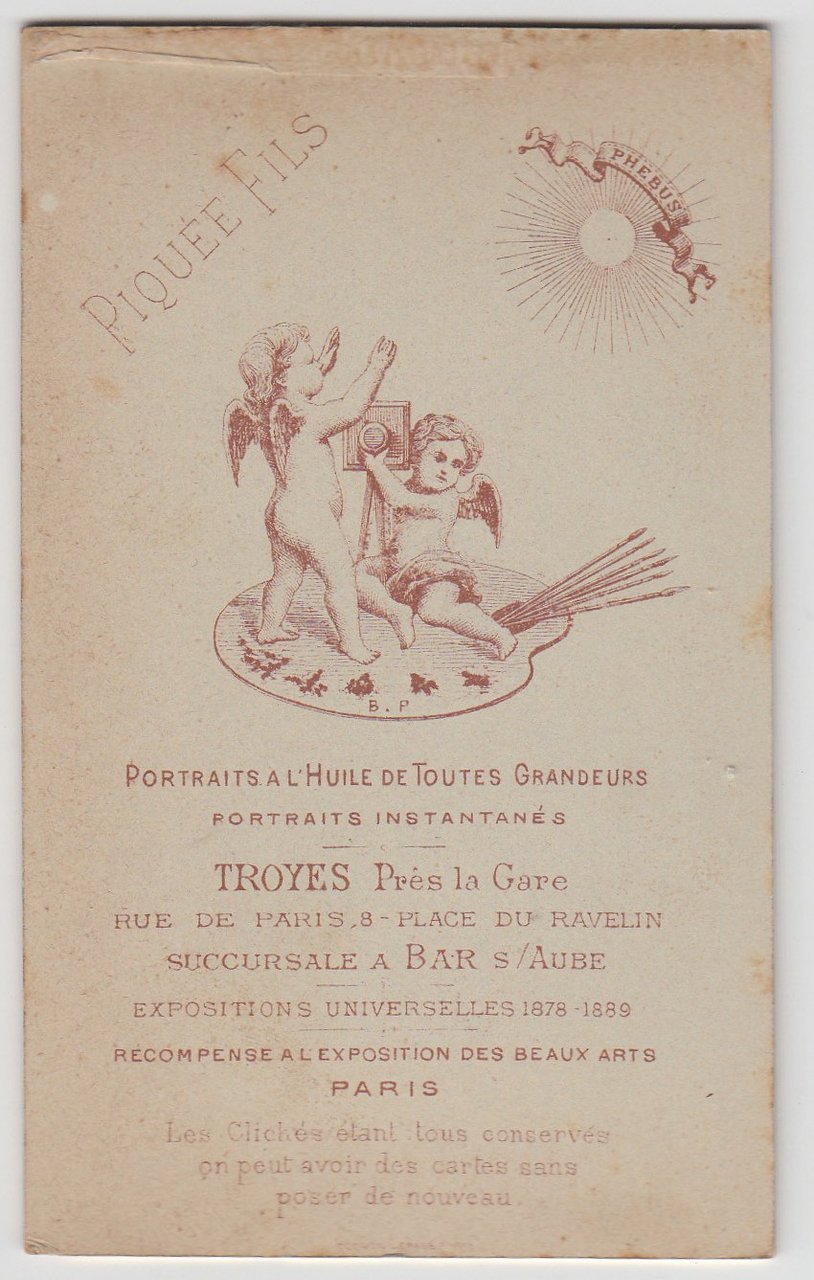 PIQUÉE FILS
PHEBUS
B. P
PORTRAITS A L'HUILE DE TOUTES GRANDEURS
PORTRAITS INSTANTANÉS
TROYES Près la Gare
RUE DE PARIS, 8 - PLACE DU RAVELIN
SUCCURSALE A BAR S/AUBE
EXPOSITIONS UNIVERSELLES 1878 - 1889
RÉCOMPENSE A L'EXPOSITION DES BEAUX ARTS
PARIS
Les Clichés étant tous conservés
on peut avoir des cartes sans
poser de nouveau.